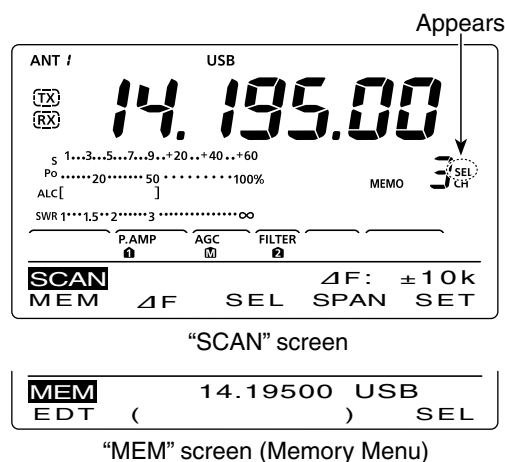 Appears
ANT 1 USB
TX
RX
14.195.00
S 1•••3•••5•••7•••9••+20••+40••+60
Po ••••••20•••••••50••••••••100%
ALC[ ]
MEMO 3 SEL CH
SWR 1•••1.5••2••••••3•••••••••••••••∞
P.AMP AGC FILTER
1 M 2
SCAN ⊿F: ±10k
MEM ⊿F SEL SPAN SET
“SCAN” screen
MEM 14.19500 USB
EDT ( ) SEL
“MEM” screen (Memory Menu)